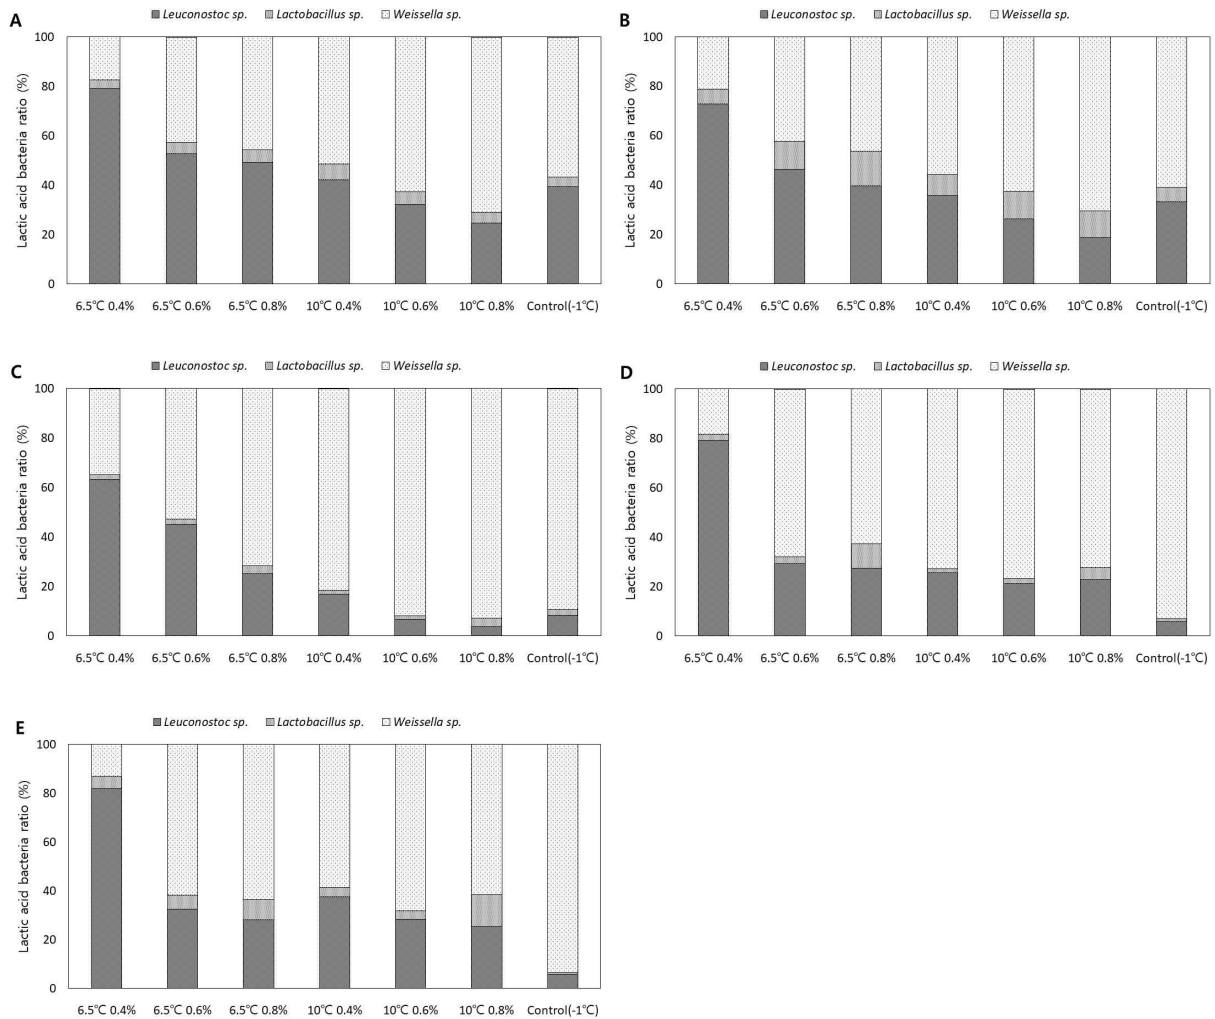 A
Leuconostoc sp. Lactobacillus sp. Weissella sp.
Lactic acid bacteria ratio (%)
100
80
60
40
20
0
6.5℃ 0.4% 6.5℃ 0.6% 6.5℃ 0.8% 10℃ 0.4% 10℃ 0.6% 10℃ 0.8% Control(-1℃)
B
Leuconostoc sp. Lactobacillus sp. Weissella sp.
Lactic acid bacteria ratio (%)
100
80
60
40
20
0
6.5℃ 0.4% 6.5℃ 0.6% 6.5℃ 0.8% 10℃ 0.4% 10℃ 0.6% 10℃ 0.8% Control(-1℃)
C
Leuconostoc sp. Lactobacillus sp. Weissella sp.
Lactic acid bacteria ratio (%)
100
80
60
40
20
0
6.5℃ 0.4% 6.5℃ 0.6% 6.5℃ 0.8% 10℃ 0.4% 10℃ 0.6% 10℃ 0.8% Control(-1℃)
D
Leuconostoc sp. Lactobacillus sp. Weissella sp.
Lactic acid bacteria ratio (%)
100
80
60
40
20
0
6.5℃ 0.4% 6.5℃ 0.6% 6.5℃ 0.8% 10℃ 0.4% 10℃ 0.6% 10℃ 0.8% Control(-1℃)
E
Leuconostoc sp. Lactobacillus sp. Weissella sp.
Lactic acid bacteria ratio (%)
100
80
60
40
20
0
6.5℃ 0.4% 6.5℃ 0.6% 6.5℃ 0.8% 10℃ 0.4% 10℃ 0.6% 10℃ 0.8% Control(-1℃)